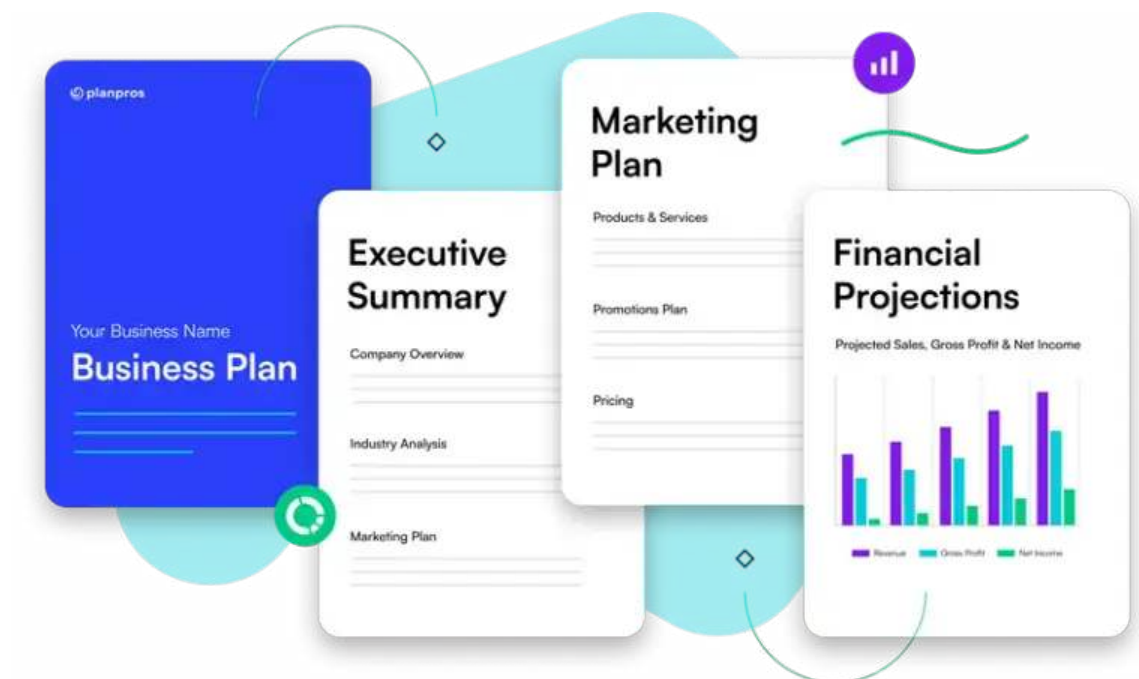 planpros
Your Business Name
Business Plan
Executive
Summary
Company Overview
Industry Analysis
Marketing Plan
Marketing
Plan
Products & Services
Promotions Plan
Pricing
Financial
Projections
Projected Sales, Gross Profit & Net Income
Revenue Gross Profit Net Income